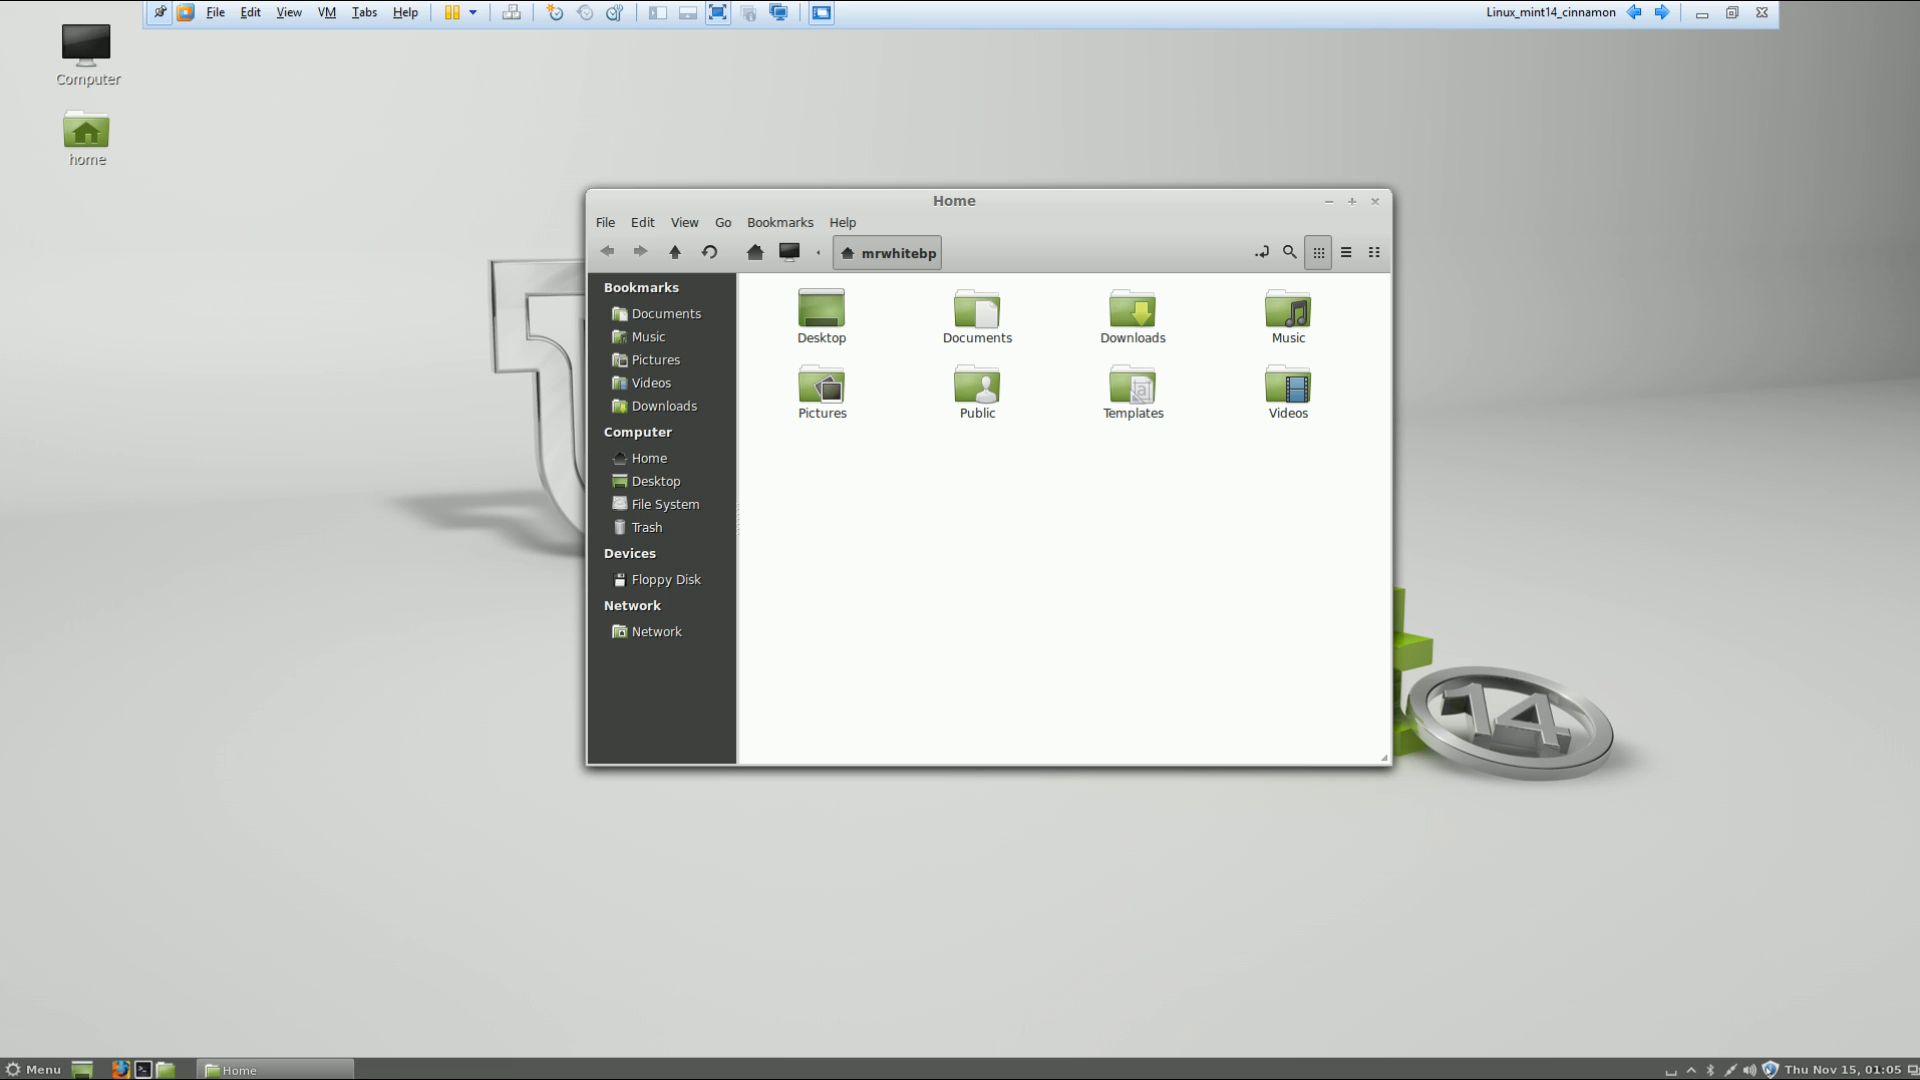 File Edit View VM Tabs Help
Linux_mint14_cinnamon
Computer
home
Home
File Edit View Go Bookmarks Help
mrwhitebp
Bookmarks
Documents
Music
Pictures
Videos
Downloads
Computer
Home
Desktop
File System
Trash
Devices
Floppy Disk
Network
Network
Desktop Documents Downloads Music
Pictures Public Templates Videos
14
Menu
Home
Thu Nov 15, 01:05